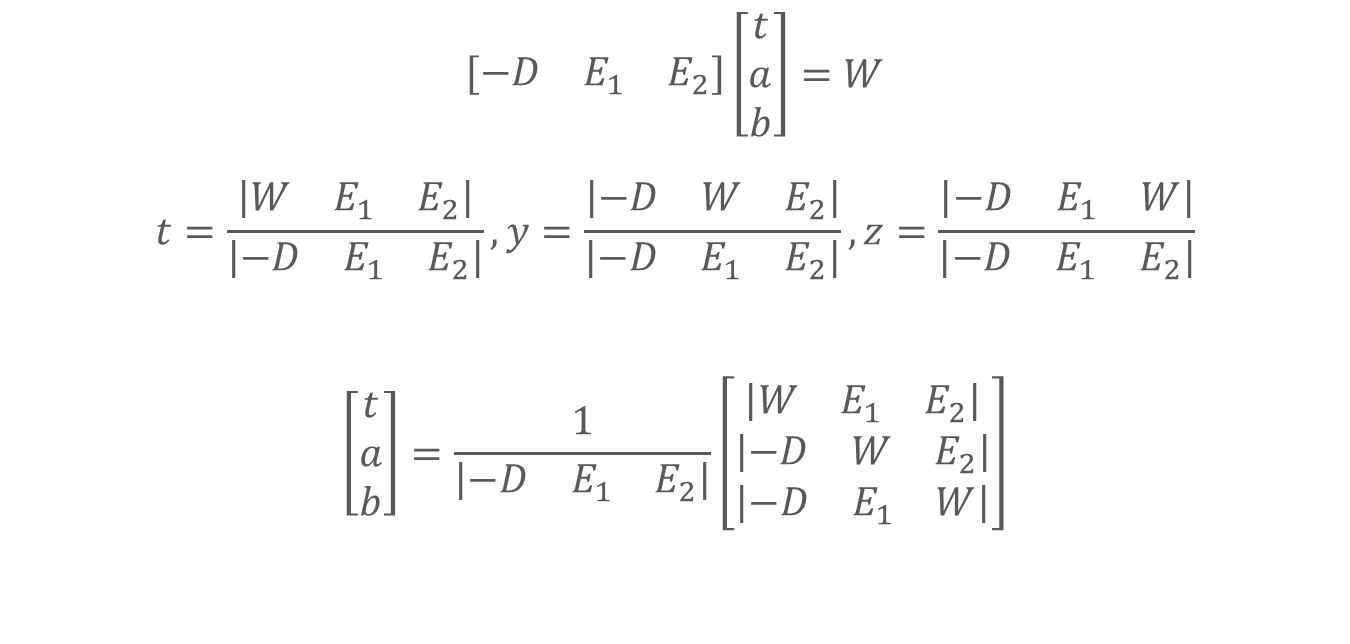 [−D E₁ E₂] [t a b] = W
t = |W E₁ E₂| / |−D E₁ E₂|, y = |−D W E₂| / |−D E₁ E₂|, z = |−D E₁ W| / |−D E₁ E₂|
[t a b] = 1 / |−D E₁ E₂| [|W E₁ E₂| |−D W E₂| |−D E₁ W|]